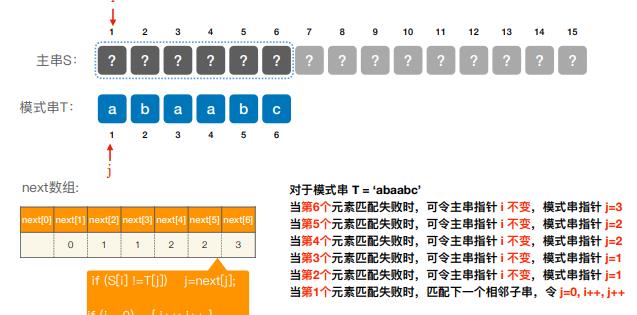 i
1 2 3 4 5 6 7 8 9 10 11 12 13 14 15
主串S： ? ? ? ? ? ? ? ? ? ? ? ? ? ? ?
模式串T： a b a a b c
1 2 3 4 5 6
j
next数组:
next[0] next[1] next[2] next[3] next[4] next[5] next[6]
0 1 1 2 2 3
if (S[i] !=T[j]) j=next[j];
对于模式串 T = ‘abaabc’
当第6个元素匹配失败时，可令主串指针 i 不变，模式串指针 j=3
当第5个元素匹配失败时，可令主串指针 i 不变，模式串指针 j=2
当第4个元素匹配失败时，可令主串指针 i 不变，模式串指针 j=2
当第3个元素匹配失败时，可令主串指针 i 不变，模式串指针 j=1
当第2个元素匹配失败时，可令主串指针 i 不变，模式串指针 j=1
当第1个元素匹配失败时，匹配下一个相邻子串，令 j=0, i++, j++